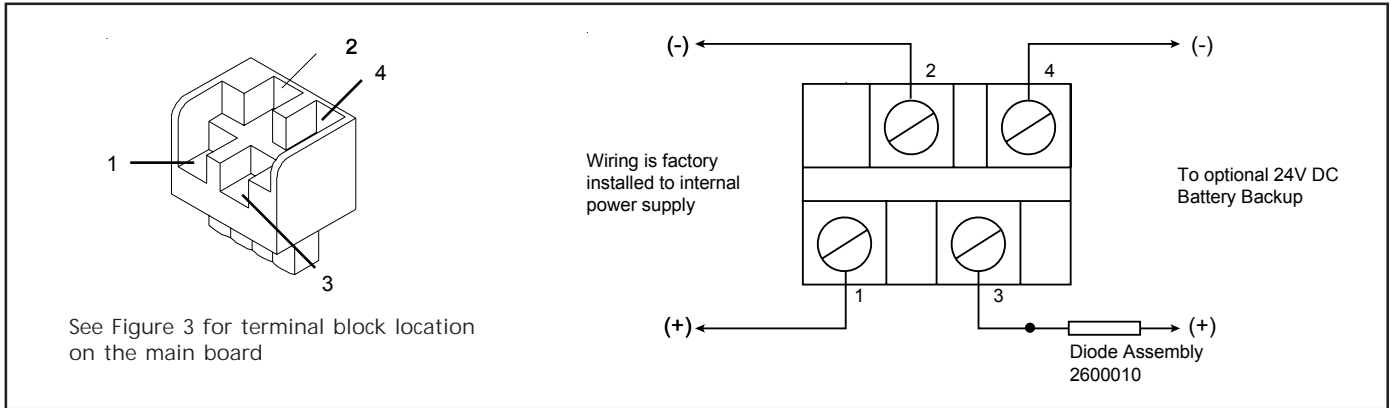 2
4
1
3
See Figure 3 for terminal block location
on the main board
(-)
(-)
2
4
Wiring is factory
installed to internal
power supply
To optional 24V DC
Battery Backup
1
3
(+)
(+)
Diode Assembly
2600010